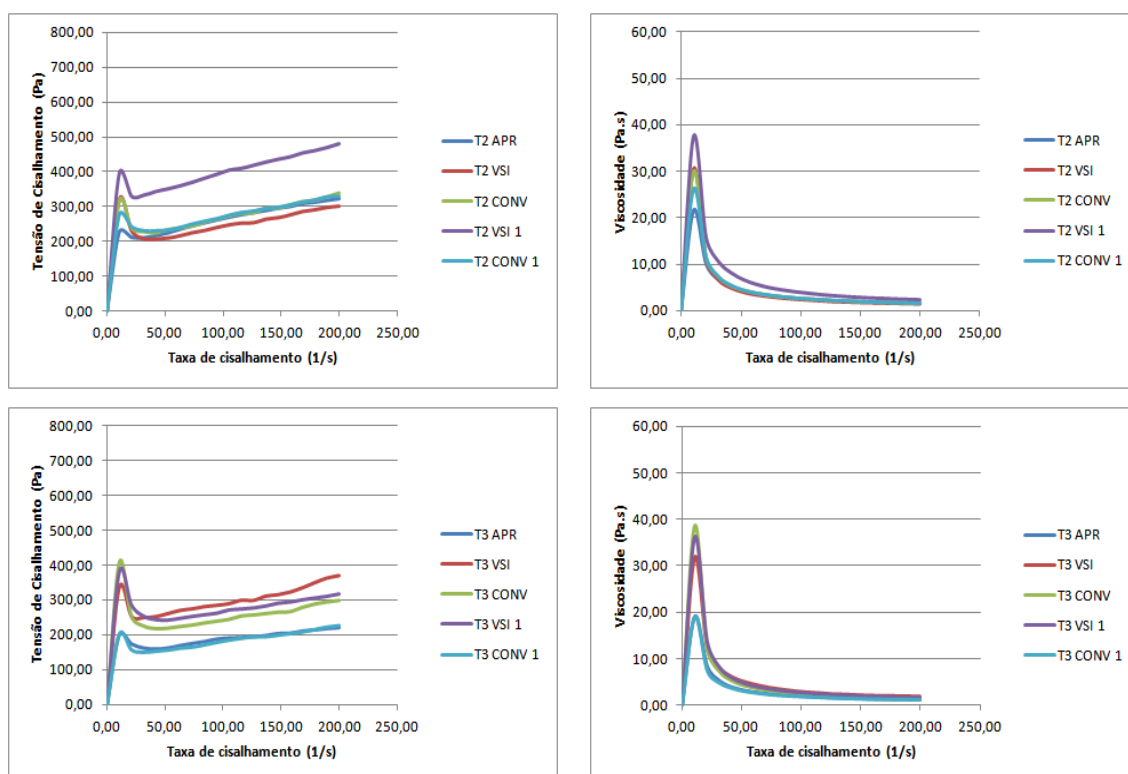 800,00
700,00
600,00
500,00
400,00
300,00
200,00
100,00
0,00
Tensão de Cisalhamento (Pa)
0,00 50,00 100,00 150,00 200,00 250,00
Taxa de cisalhamento (1/s)
T2 APR
T2 VSI
T2 CONV
T2 VSI 1
T2 CONV 1
60,00
50,00
40,00
30,00
20,00
10,00
0,00
Viscosidade (Pa.s)
0,00 50,00 100,00 150,00 200,00 250,00
Taxa de cisalhamento (1/s)
T2 APR
T2 VSI
T2 CONV
T2 VSI 1
T2 CONV 1
800,00
700,00
600,00
500,00
400,00
300,00
200,00
100,00
0,00
Tensão de Cisalhamento (Pa)
0,00 50,00 100,00 150,00 200,00 250,00
Taxa de cisalhamento (1/s)
T3 APR
T3 VSI
T3 CONV
T3 VSI 1
T3 CONV 1
60,00
50,00
40,00
30,00
20,00
10,00
0,00
Viscosidade (Pa.s)
0,00 50,00 100,00 150,00 200,00 250,00
Taxa de cisalhamento (1/s)
T3 APR
T3 VSI
T3 CONV
T3 VSI 1
T3 CONV 1